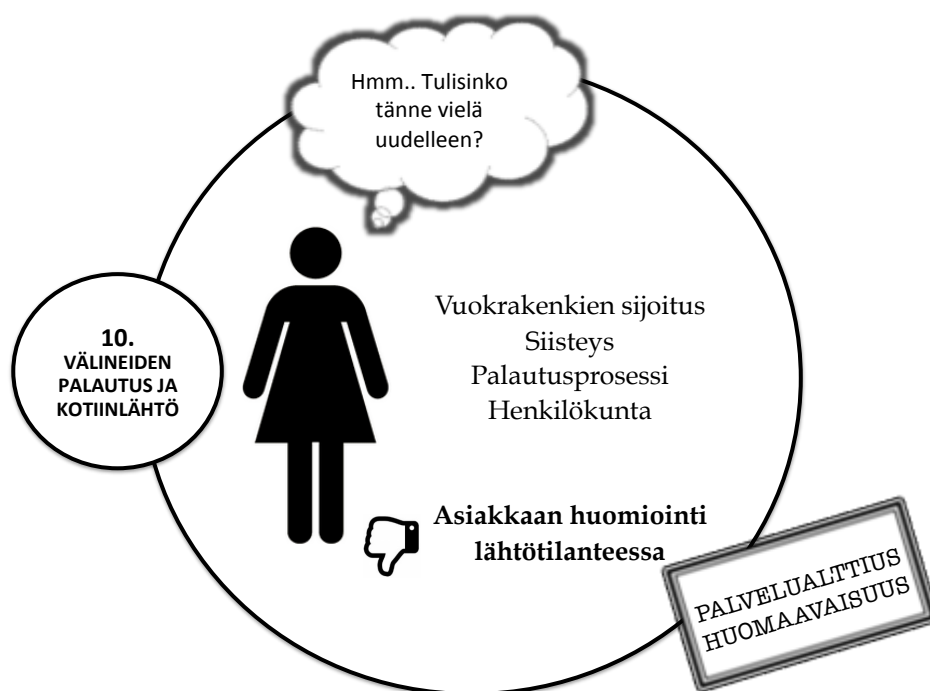 Hmm.. Tulisinko
tänne vielä
uudelleen?
10.
VÄLINEIDEN
PALAUTUS JA
KOTIINLÄHTÖ
Vuokrakenkien sijoitus
Siisteys
Palautusprosessi
Henkilökunta
Asiakkaan huomiointi
lähtötilanteessa
PALVELUALTTIUS
HUOMAAVAISUUS